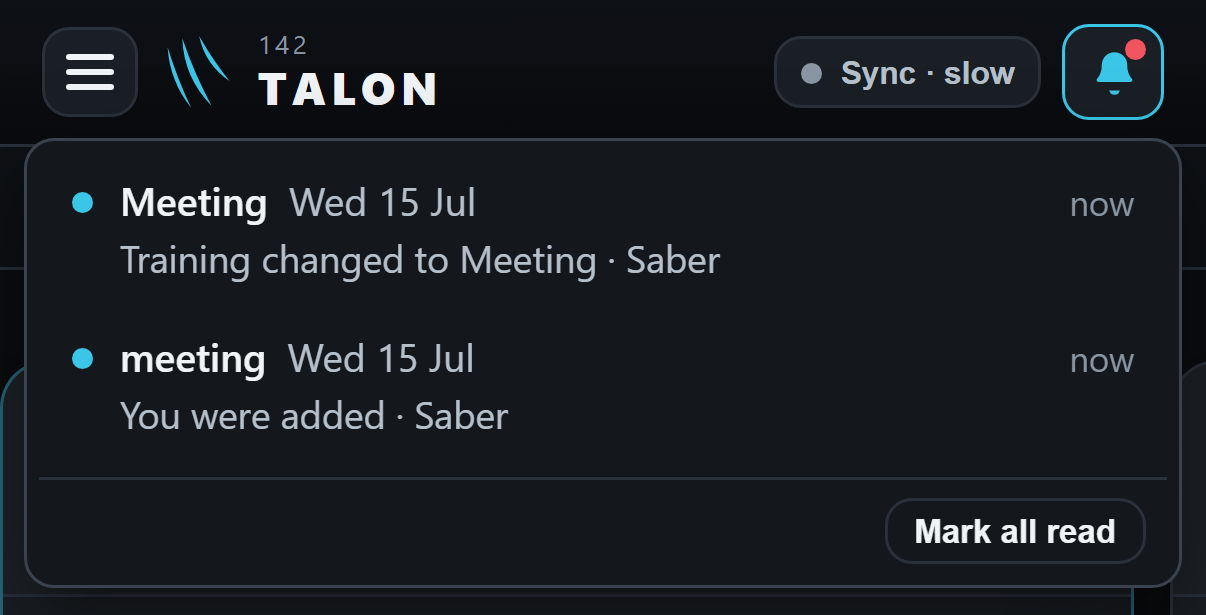 142
TALON
Sync · slow
Meeting Wed 15 Jul now
Training changed to Meeting · Saber
meeting Wed 15 Jul now
You were added · Saber
Mark all read